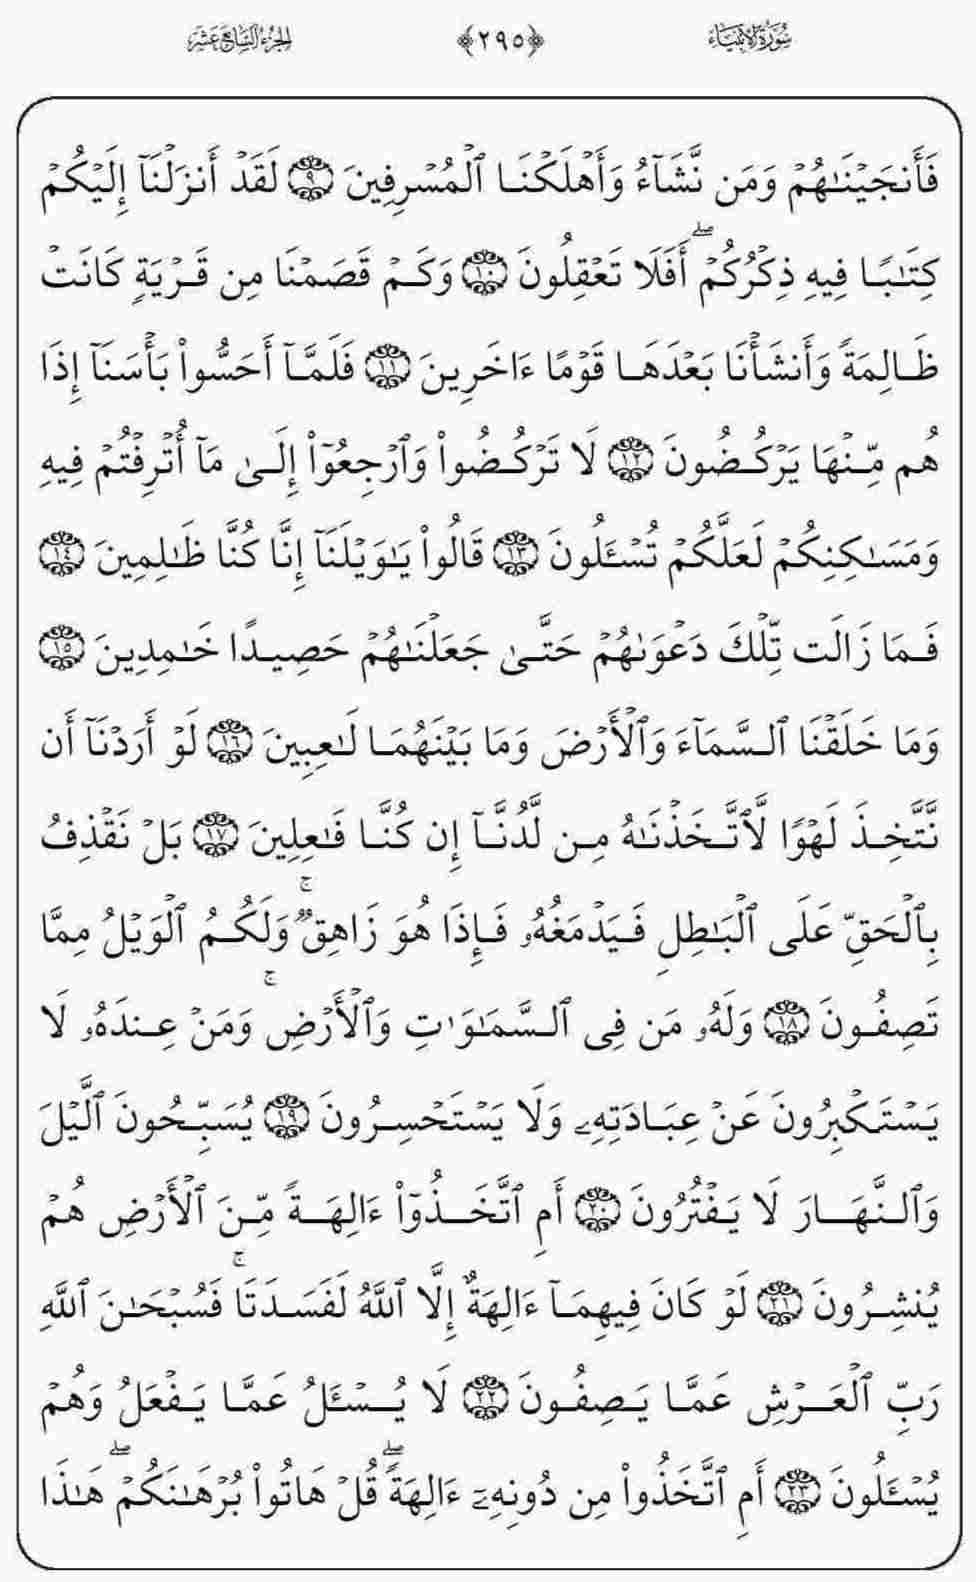 سُورَةُ الأَنبِيَاءِ ﴿٢٩٥﴾ الجُزْءُ السَّابِعَ عَشَرَ
فَأَنجَيۡنَٰهُمۡ وَمَن نَّشَآءُ وَأَهۡلَكۡنَا ٱلۡمُسۡرِفِينَ ٩ لَقَدۡ أَنزَلۡنَآ إِلَيۡكُمۡ
كِتَٰبٗا فِيهِ ذِكۡرُكُمۡۖ أَفَلَا تَعۡقِلُونَ ١٠ وَكَمۡ قَصَمۡنَا مِن قَرۡيَةٖ كَانَتۡ
ظَالِمَةٗ وَأَنشَأۡنَا بَعۡدَهَا قَوۡمًا ءَاخَرِينَ ١١ فَلَمَّآ أَحَسُّواْ بَأۡسَنَآ إِذَا
هُم مِّنۡهَا يَرۡكُضُونَ ١٢ لَا تَرۡكُضُواْ وَٱرۡجِعُوٓاْ إِلَىٰ مَآ أُتۡرِفۡتُمۡ فِيهِ
وَمَسَٰكِنِكُمۡ لَعَلَّكُمۡ تُسۡـَٔلُونَ ١٣ قَالُواْ يَٰوَيۡلَنَآ إِنَّا كُنَّا ظَٰلِمِينَ ١٤
فَمَا زَالَت تِّلۡكَ دَعۡوَىٰهُمۡ حَتَّىٰ جَعَلۡنَٰهُمۡ حَصِيدًا خَٰمِدِينَ ١٥
وَمَا خَلَقۡنَا ٱلسَّمَآءَ وَٱلۡأَرۡضَ وَمَا بَيۡنَهُمَا لَٰعِبِينَ ١٦ لَوۡ أَرَدۡنَآ أَن
نَّتَّخِذَ لَهۡوٗا لَّٱتَّخَذۡنَٰهُ مِن لَّدُنَّآ إِن كُنَّا فَٰعِلِينَ ١٧ بَلۡ نَقۡذِفُ
بِٱلۡحَقِّ عَلَى ٱلۡبَٰطِلِ فَيَدۡمَغُهُۥ فَإِذَا هُوَ زَاهِقٞۚ وَلَكُمُ ٱلۡوَيۡلُ مِمَّا
تَصِفُونَ ١٨ وَلَهُۥ مَن فِي ٱلسَّمَٰوَٰتِ وَٱلۡأَرۡضِۚ وَمَنۡ عِندَهُۥ لَا
يَسۡتَكۡبِرُونَ عَنۡ عِبَادَتِهِۦ وَلَا يَسۡتَحۡسِرُونَ ١٩ يُسَبِّحُونَ ٱلَّيۡلَ
وَٱلنَّهَارَ لَا يَفۡتُرُونَ ٢٠ أَمِ ٱتَّخَذُوٓاْ ءَالِهَةٗ مِّنَ ٱلۡأَرۡضِ هُمۡ
يُنشِرُونَ ٢١ لَوۡ كَانَ فِيهِمَآ ءَالِهَةٌ إِلَّا ٱللَّهُ لَفَسَدَتَاۚ فَسُبۡحَٰنَ ٱللَّهِ
رَبِّ ٱلۡعَرۡشِ عَمَّا يَصِفُونَ ٢٢ لَا يُسۡـَٔلُ عَمَّا يَفۡعَلُ وَهُمۡ
يُسۡـَٔلُونَ ٢٣ أَمِ ٱتَّخَذُواْ مِن دُونِهِۦٓ ءَالِهَةٗۖ قُلۡ هَاتُواْ بُرۡهَٰنَكُمۡۖ هَٰذَا